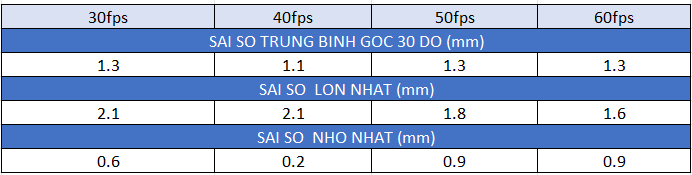 30fps 40fps 50fps 60fps
SAI SO TRUNG BINH GOC 30 DO (mm)
1.3 1.1 1.3 1.3
SAI SO  LON NHAT (mm)
2.1 2.1 1.8 1.6
SAI SO  NHO NHAT (mm)
0.6 0.2 0.9 0.9